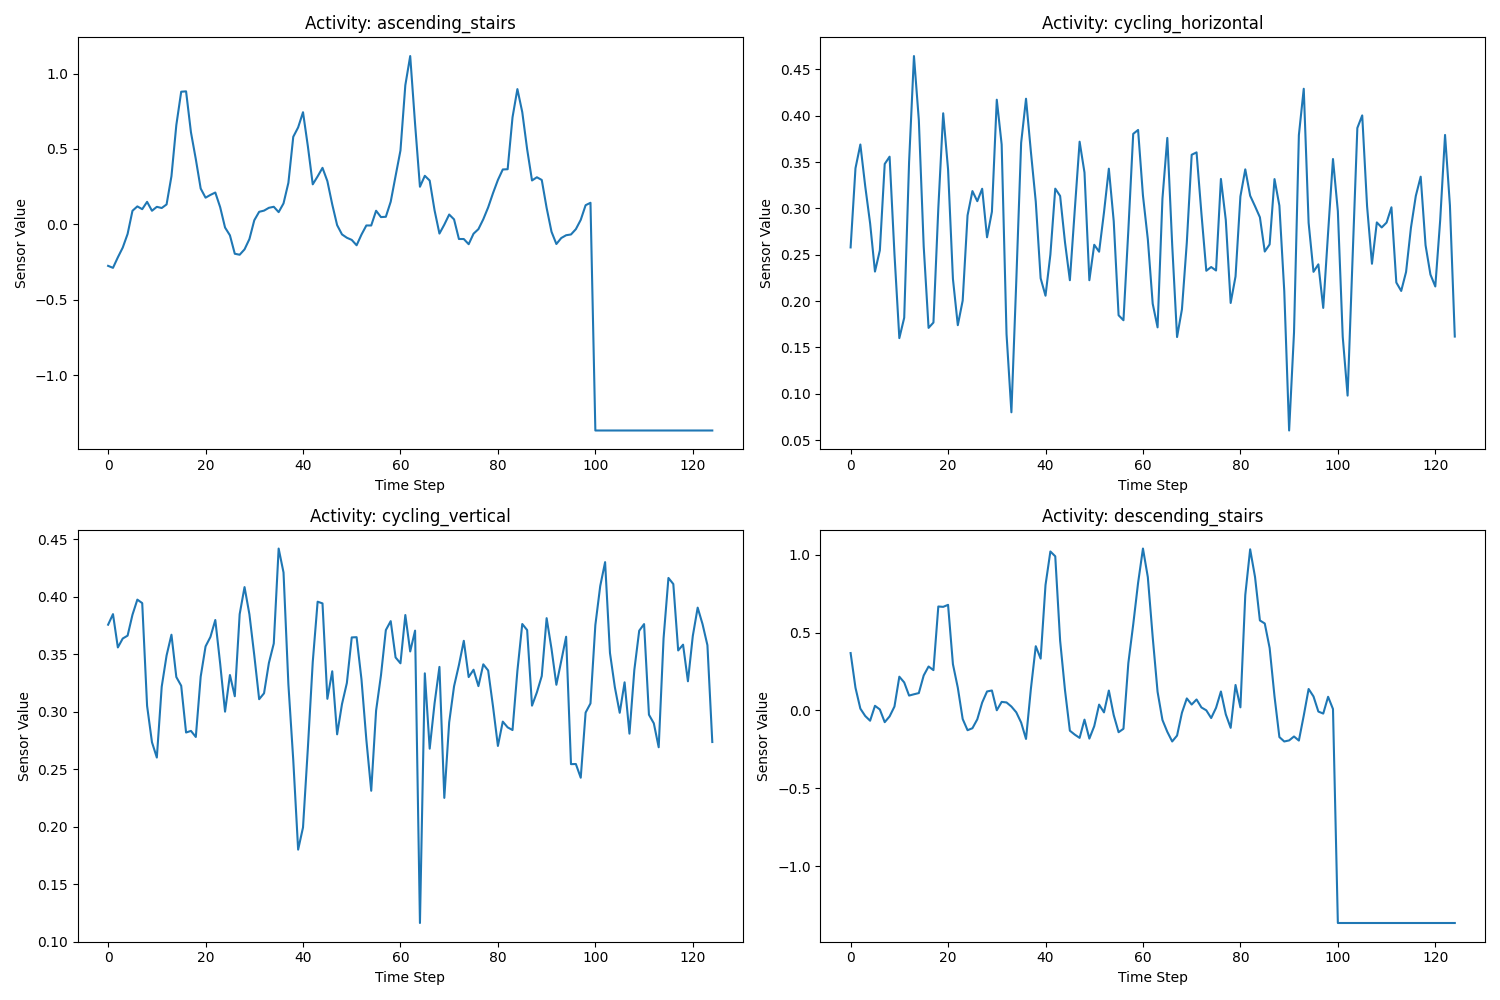 Activity: ascending_stairs
1.0
0.5
0.0
−0.5
−1.0
Sensor Value
0 20 40 60 80 100 120
Time Step
Activity: cycling_horizontal
0.45
0.40
0.35
0.30
0.25
0.20
0.15
0.10
0.05
Sensor Value
0 20 40 60 80 100 120
Time Step
Activity: cycling_vertical
0.45
0.40
0.35
0.30
0.25
0.20
0.15
0.10
Sensor Value
0 20 40 60 80 100 120
Time Step
Activity: descending_stairs
1.0
0.5
0.0
−0.5
−1.0
Sensor Value
0 20 40 60 80 100 120
Time Step